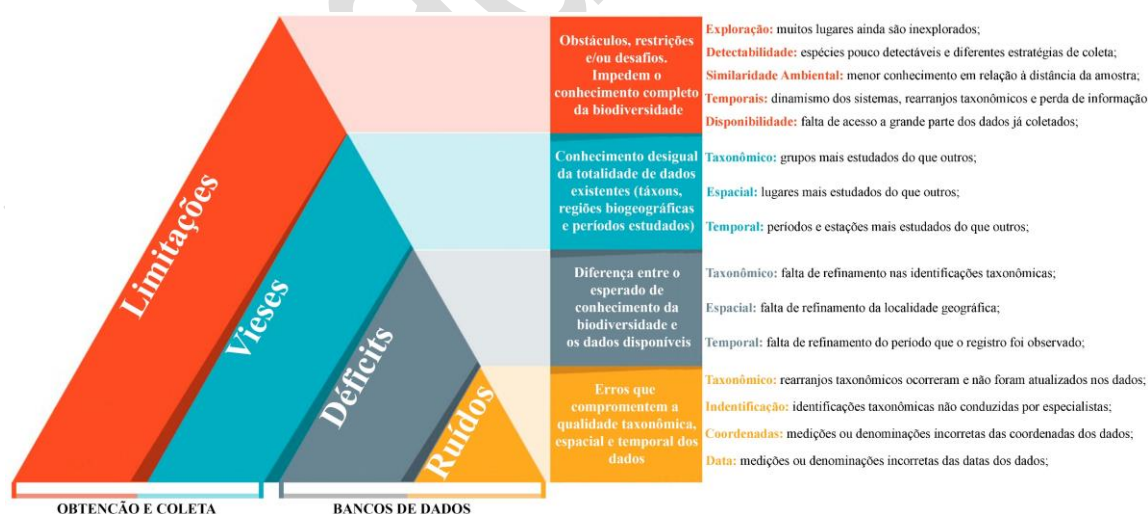 Limitações
Vieses
Déficits
Ruídos
OBTENÇÃO E COLETA
BANCOS DE DADOS
Obstáculos, restrições
e/ou desafios.
Impedem o
conhecimento completo
da biodiversidade
Exploração: muitos lugares ainda são inexplorados;
Detectabilidade: espécies pouco detectáveis e diferentes estratégias de coleta;
Similaridade Ambiental: menor conhecimento em relação à distância da amostra;
Temporais: dinamismo dos sistemas, rearranjos taxonômicos e perda de informação
Disponibilidade: falta de acesso a grande parte dos dados já coletados;
Conhecimento desigual
da totalidade de dados
existentes (táxons,
regiões biogeográficas
e períodos estudados)
Taxonômico: grupos mais estudados do que outros;
Espacial: lugares mais estudados do que outros;
Temporal: períodos e estações mais estudados do que outros;
Diferença entre o
esperado de
conhecimento da
biodiversidade e
os dados disponíveis
Taxonômico: falta de refinamento nas identificações taxonômicas;
Espacial: falta de refinamento da localidade geográfica;
Temporal: falta de refinamento do período que o registro foi observado;
Erros que
comprometem a
qualidade taxonômica,
espacial e temporal dos
dados
Taxonômico: rearranjos taxonômicos ocorreram e não foram atualizados nos dados;
Indentificação: identificações taxonômicas não conduzidas por especialistas;
Coordenadas: medições ou denominações incorretas das coordenadas dos dados;
Data: medições ou denominações incorretas das datas dos dados;